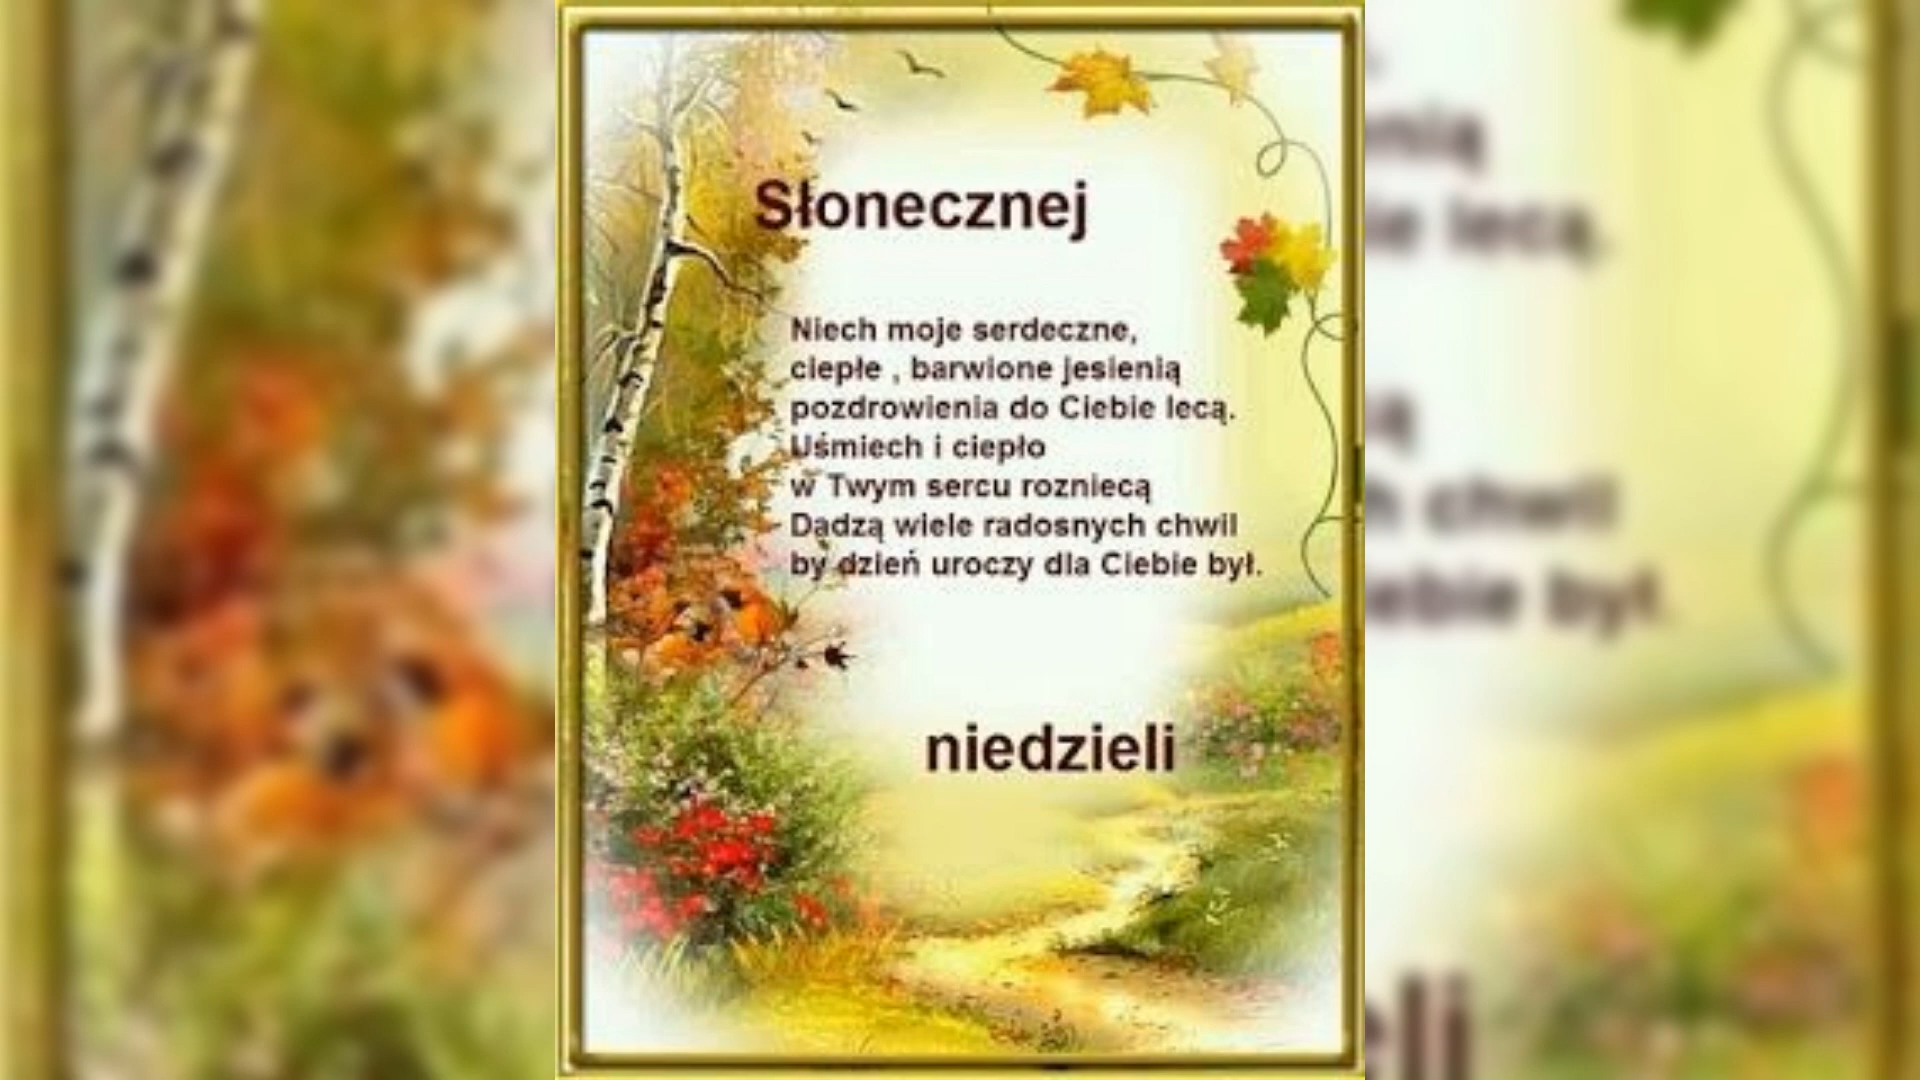 Słonecznej
Niech moje serdeczne,
ciepłe , barwione jesienią
pozdrowienia do Ciebie lecą.
Uśmiech i ciepło
w Twym sercu rozniecą
Dadzą wiele radosnych chwil
by dzień uroczy dla Ciebie był.
niedzieli